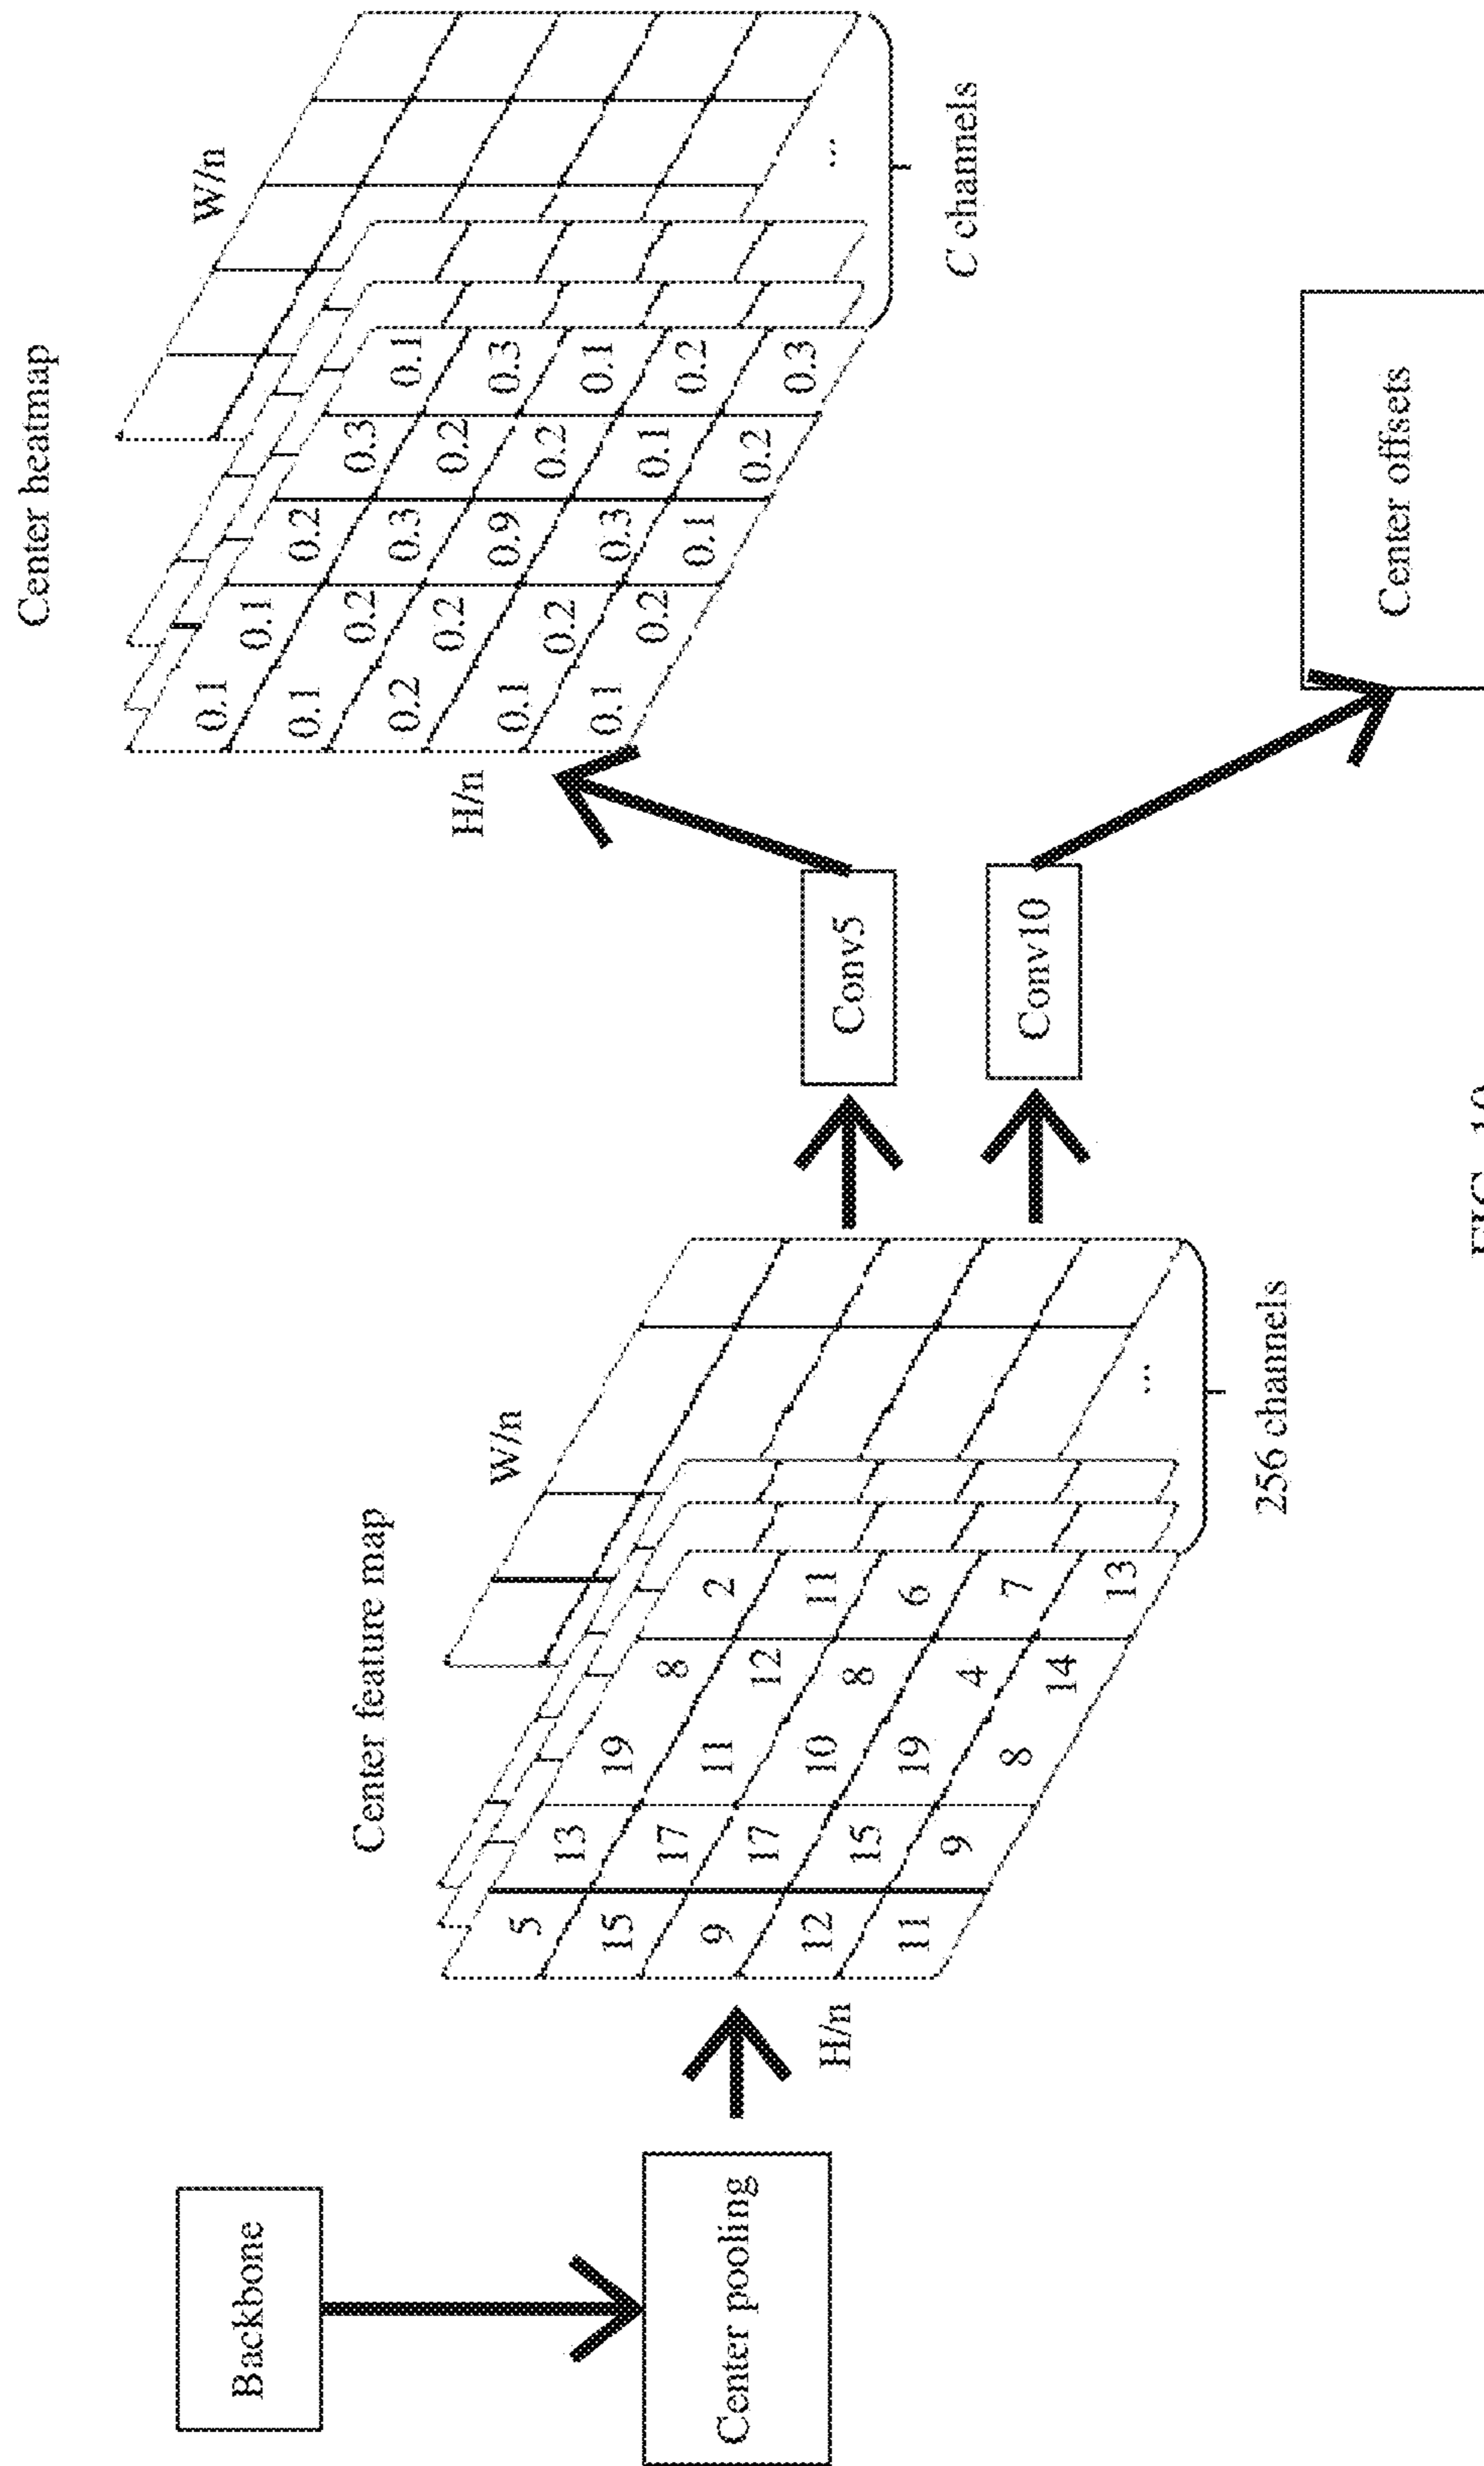 Backbone
Center pooling
Center feature map
W/n
H/n
5 13 19 8 2
15 17 11 12 11
9 17 10 8 6
12 15 19 4 7
11 9 8 14 13
...
256 channels
Conv5
Conv10
Center heatmap
W/n
H/n
0.1 0.1 0.2 0.3 0.1
0.1 0.2 0.3 0.2 0.3
0.2 0.2 0.9 0.2 0.1
0.1 0.2 0.3 0.1 0.2
0.1 0.2 0.1 0.2 0.3
...
C channels
Center offsets
FIG.